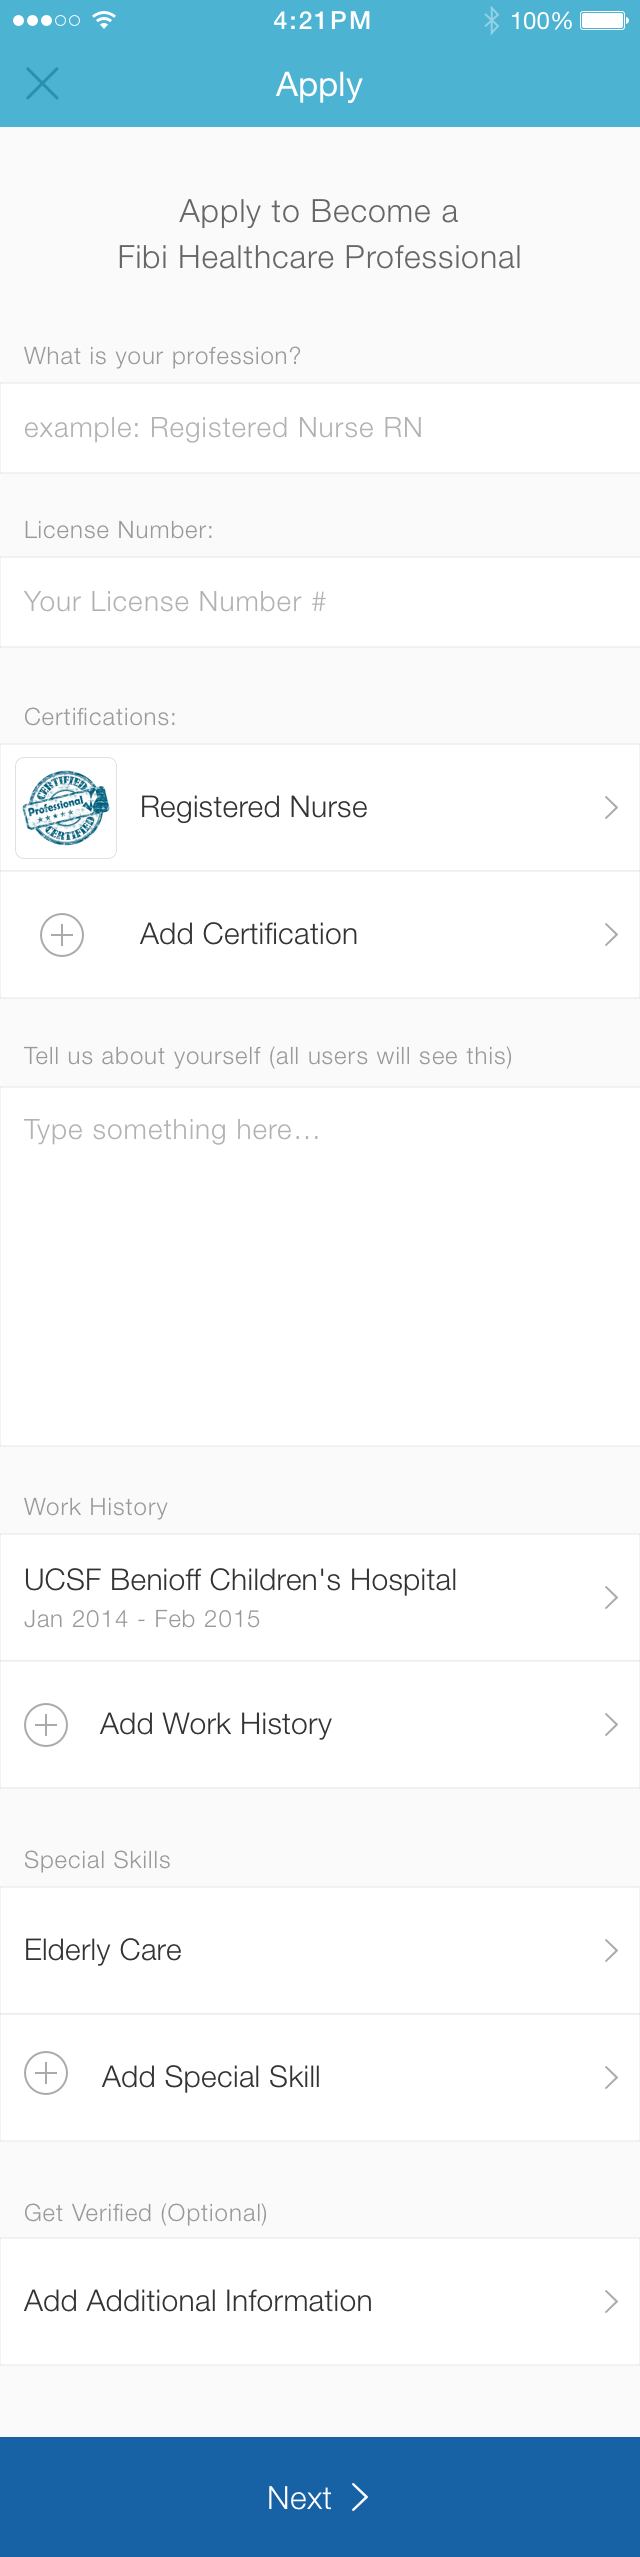 4:21PM
100%
Apply
Apply to Become a
Fibi Healthcare Professional
What is your profession?
example: Registered Nurse RN
License Number:
Your License Number #
Certifications:
CERTIFIED
Professional
CERTIFIED
Registered Nurse
Add Certification
Tell us about yourself (all users will see this)
Type something here...
Work History
UCSF Benioff Children's Hospital
Jan 2014 - Feb 2015
Add Work History
Special Skills
Elderly Care
Add Special Skill
Get Verified (Optional)
Add Additional Information
Next